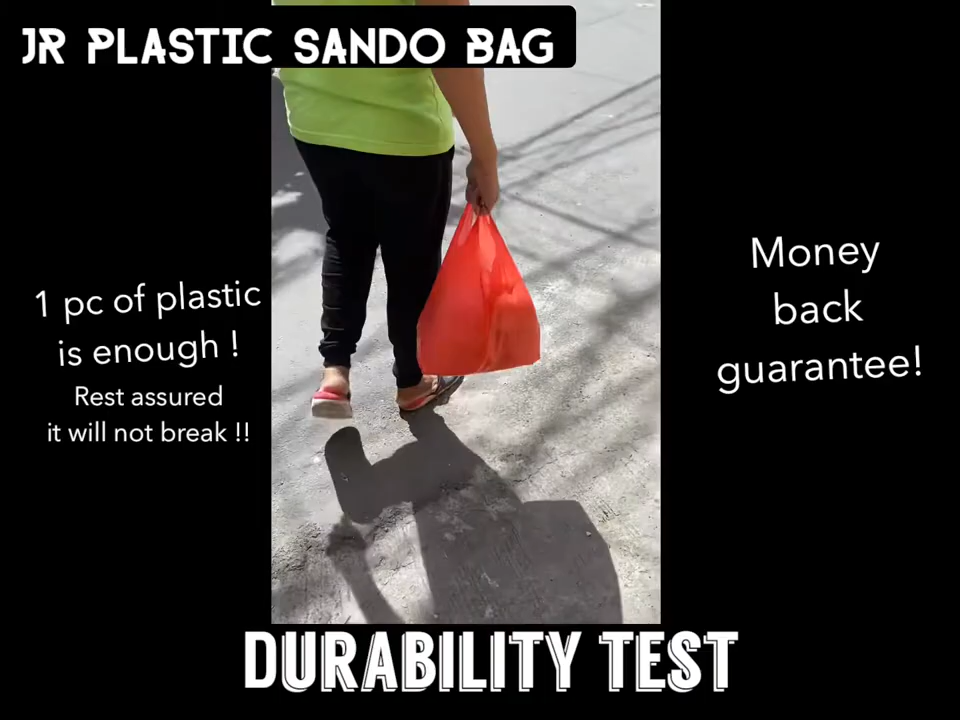 JR PLASTIC SANDO BAG
1 pc of plastic
is enough !
Rest assured
it will not break !!
Money
back
guarantee!
DURABILITY TEST